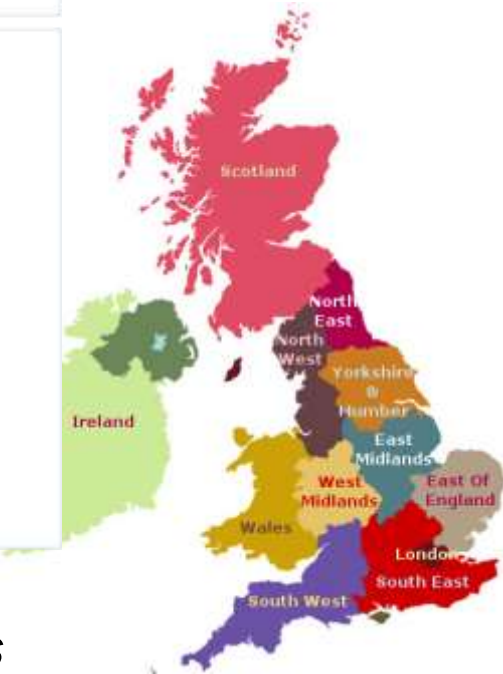 Scotland
North
East
North
West
Yorkshire
&
Humber
Ireland
East
Midlands
West
Midlands
East Of
England
Wales
London
South East
South West